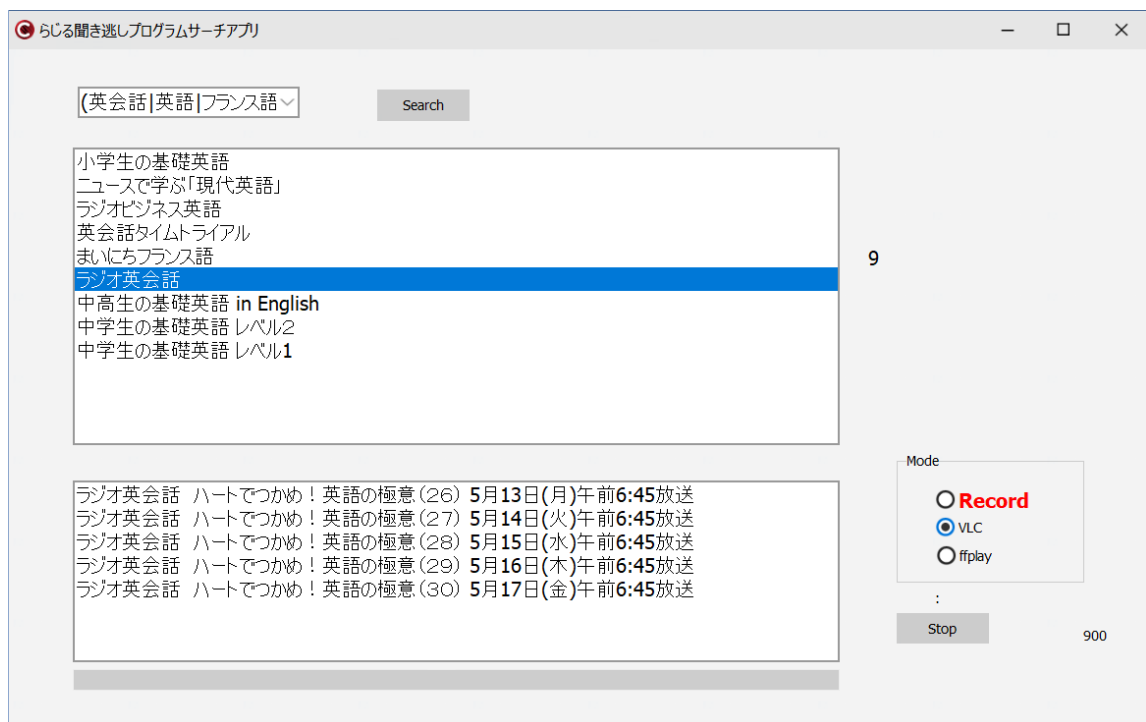 らじる聞き逃しプログラムサーチアプリ
(英会話|英語|フランス語
Search
小学生の基礎英語
ニュースで学ぶ「現代英語」
ラジオビジネス英語
英会話タイムトライアル
まいにちフランス語
ラジオ英会話
中高生の基礎英語 in English
中学生の基礎英語 レベル２
中学生の基礎英語 レベル1
9
ラジオ英会話 ハートでつかめ！英語の極意（２６） 5月13日(月)午前6:45放送
ラジオ英会話 ハートでつかめ！英語の極意（２７） 5月14日(火)午前6:45放送
ラジオ英会話 ハートでつかめ！英語の極意（２８） 5月15日(水)午前6:45放送
ラジオ英会話 ハートでつかめ！英語の極意（２９） 5月16日(木)午前6:45放送
ラジオ英会話 ハートでつかめ！英語の極意（３０） 5月17日(金)午前6:45放送
Mode
Record
VLC
ffplay
:
Stop
900